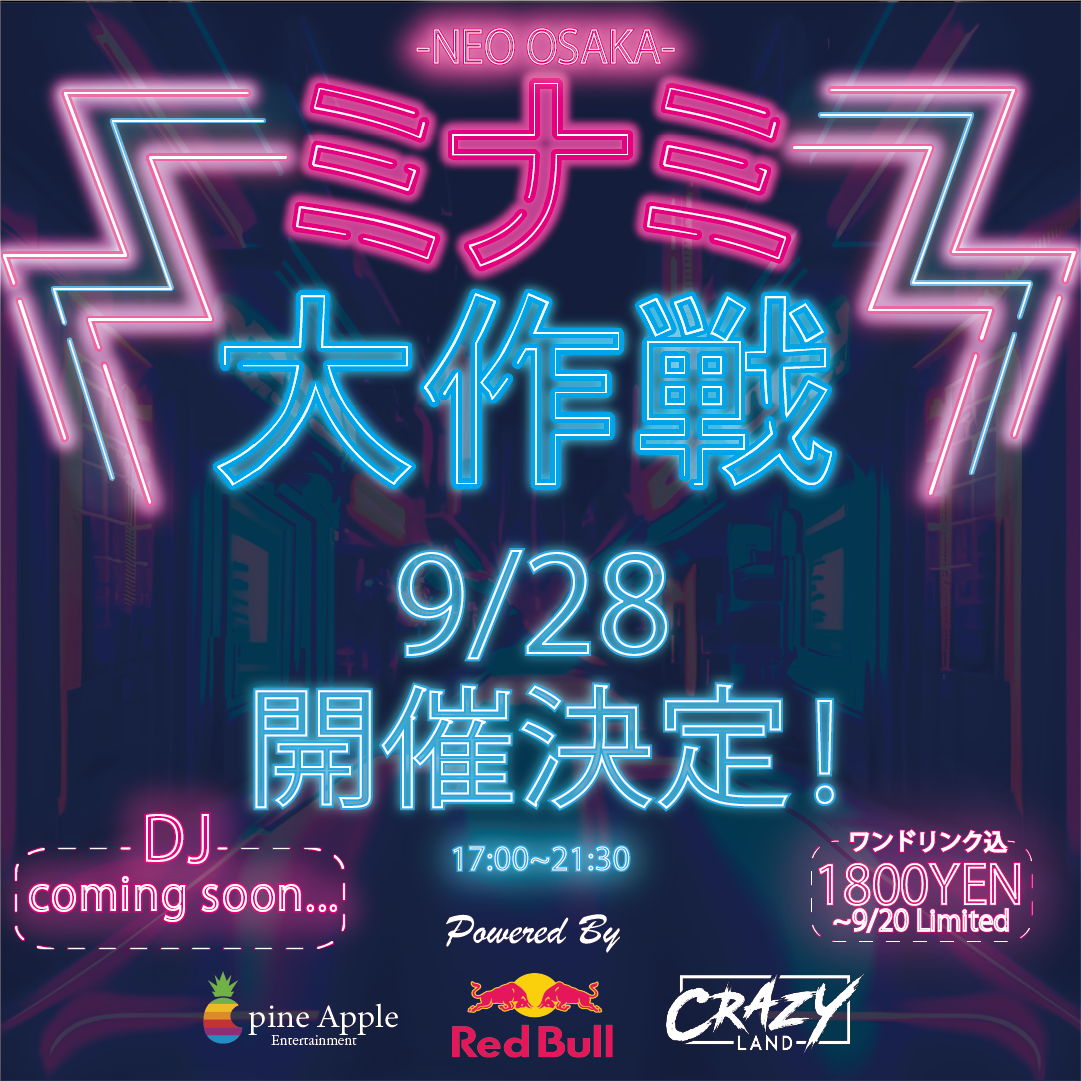 -NEO OSAKA-
ミナミ
大作戦
9/28
開催決定!
17:00~21:30
DJ
coming soon...
ワンドリンク込
1800YEN
~9/20 Limited
Powered By
pine Apple
Entertainment
Red Bull
CRAZY
LAND